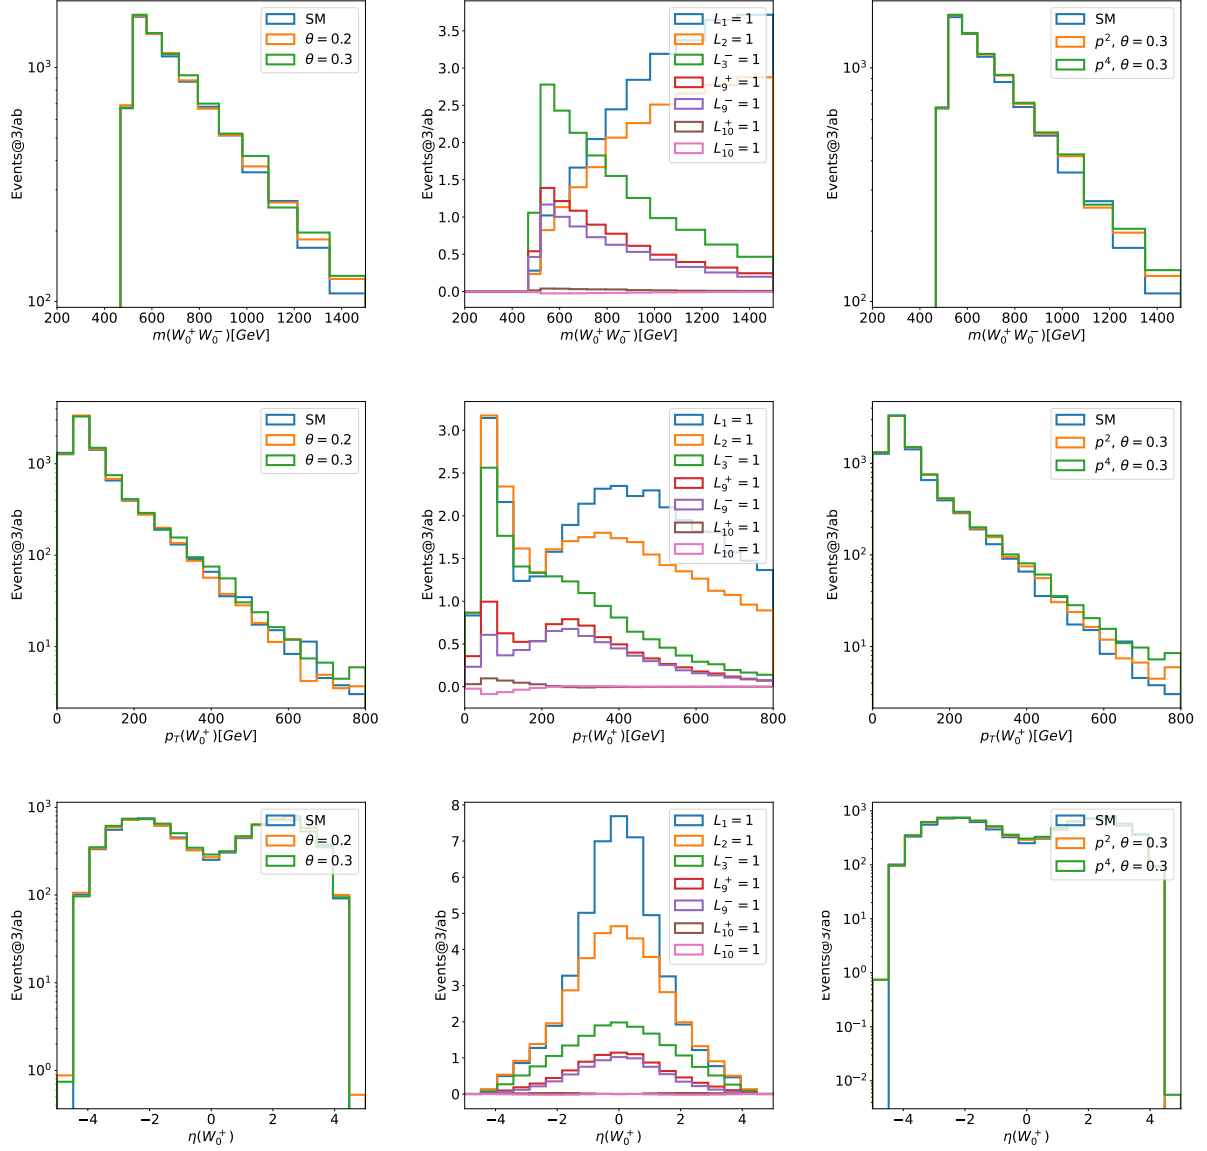 Events@3/ab
10³
10²
SM
θ = 0.2
θ = 0.3
200 400 600 800 1000 1200 1400
m(W₀⁺W₀⁻)[GeV]
Events@3/ab
3.5
3.0
2.5
2.0
1.5
1.0
0.5
0.0
L₁ = 1
L₂ = 1
L₃⁻ = 1
L₉⁺ = 1
L₉⁻ = 1
L₁₀⁺ = 1
L₁₀⁻ = 1
200 400 600 800 1000 1200 1400
m(W₀⁺W₀⁻)[GeV]
Events@3/ab
10³
10²
SM
p², θ = 0.3
p⁴, θ = 0.3
200 400 600 800 1000 1200 1400
m(W₀⁺W₀⁻)[GeV]
Events@3/ab
10³
10²
10¹
SM
θ = 0.2
θ = 0.3
0 200 400 600 800
p_T(W₀⁺)[GeV]
Events@3/ab
3.0
2.5
2.0
1.5
1.0
0.5
0.0
L₁ = 1
L₂ = 1
L₃⁻ = 1
L₉⁺ = 1
L₉⁻ = 1
L₁₀⁺ = 1
L₁₀⁻ = 1
0 200 400 600 800
p_T(W₀⁺)[GeV]
Events@3/ab
10³
10²
10¹
SM
p², θ = 0.3
p⁴, θ = 0.3
0 200 400 600 800
p_T(W₀⁺)[GeV]
Events@3/ab
10³
10²
10¹
10⁰
SM
θ = 0.2
θ = 0.3
−4 −2 0 2 4
η(W₀⁺)
Events@3/ab
8
7
6
5
4
3
2
1
0
L₁ = 1
L₂ = 1
L₃⁻ = 1
L₉⁺ = 1
L₉⁻ = 1
L₁₀⁺ = 1
L₁₀⁻ = 1
−4 −2 0 2 4
η(W₀⁺)
Events@3/ab
10³
10²
10¹
10⁰
10⁻¹
10⁻²
SM
p², θ = 0.3
p⁴, θ = 0.3
−4 −2 0 2 4
η(W₀⁺)